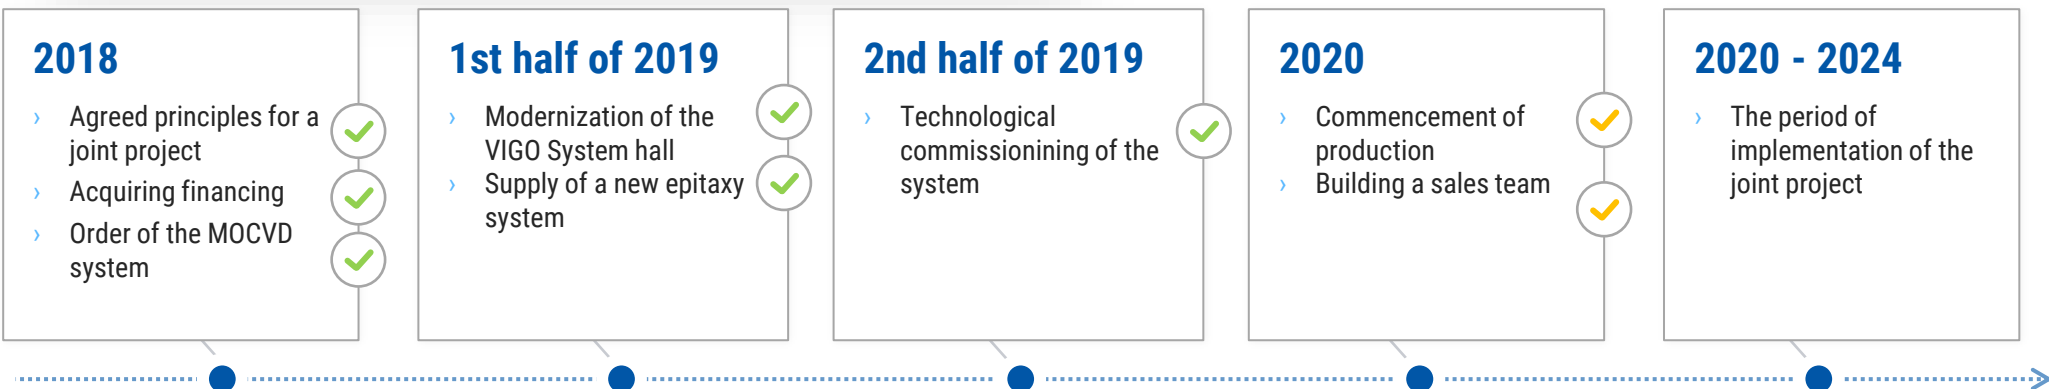 2018
Agreed principles for a
joint project
Acquiring financing
Order of the MOCVD
system
1st half of 2019
Modernization of the
VIGO System hall
Supply of a new epitaxy
system
2nd half of 2019
Technological
commissionining of the
system
2020
Commencement of
production
Building a sales team
2020 - 2024
The period of
implementation of the
joint project